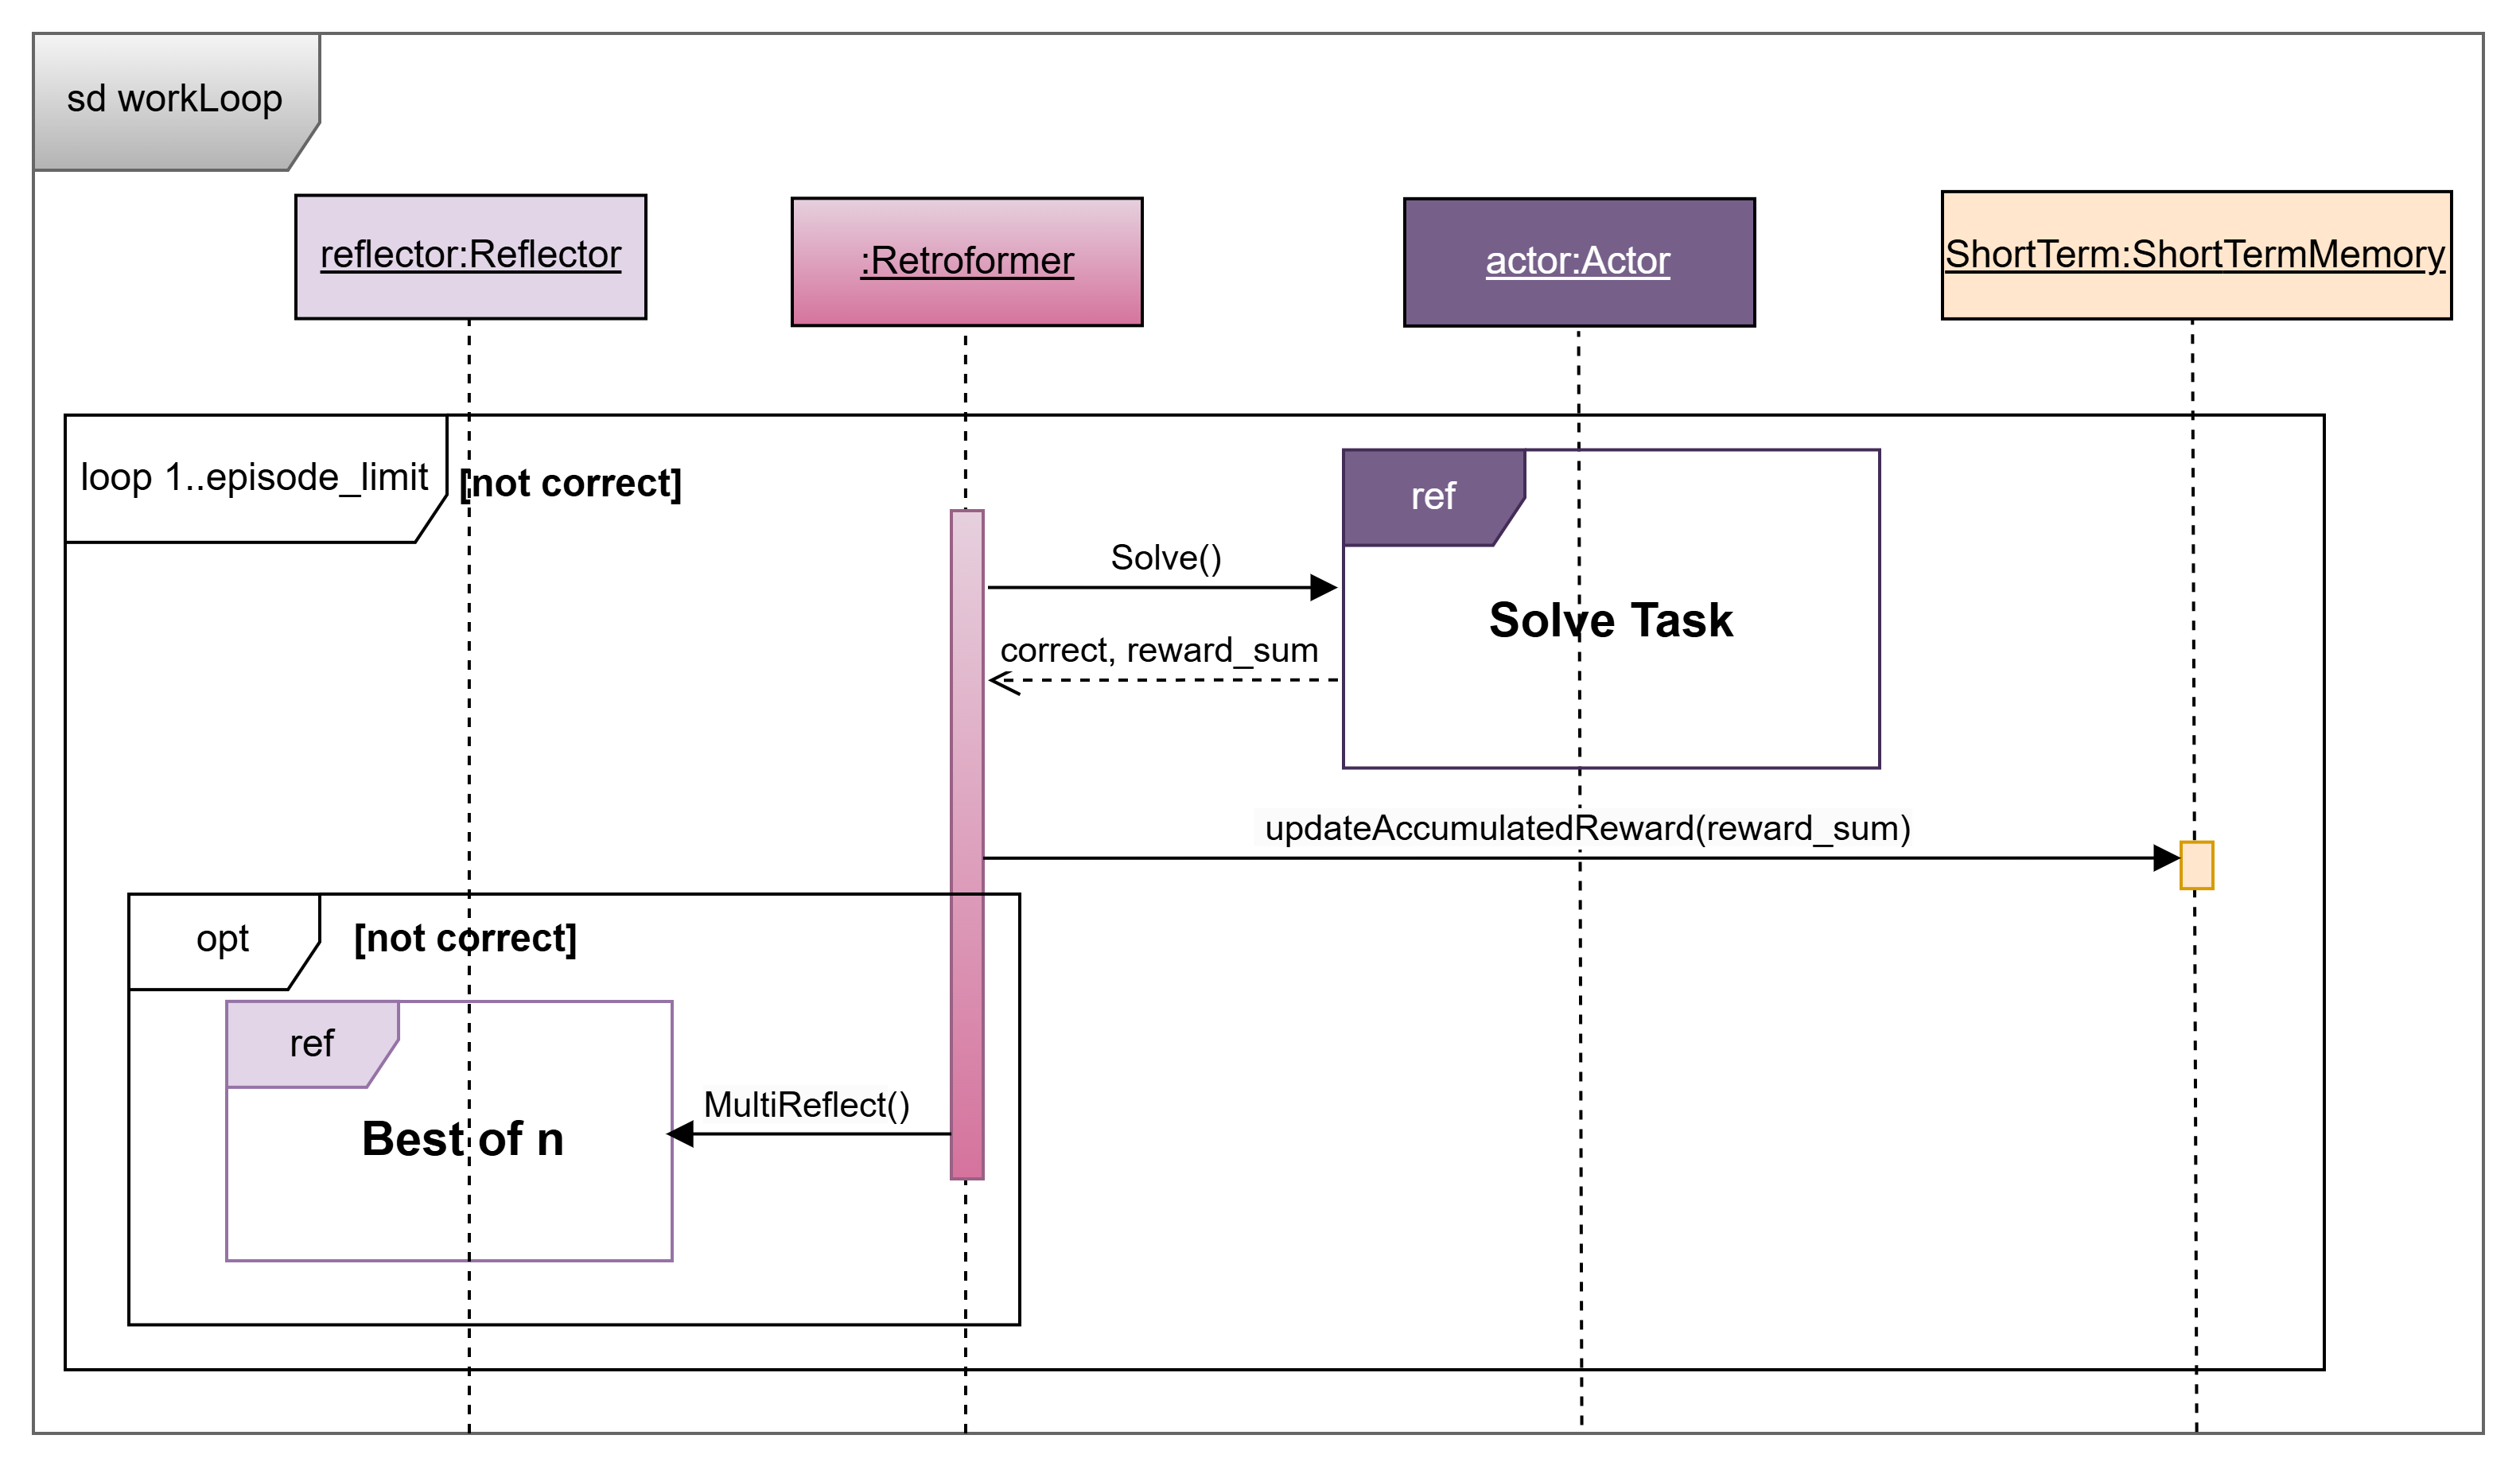 sd workLoop
reflector:Reflector
:Retroformer
actor:Actor
ShortTerm:ShortTermMemory
loop 1..episode_limit
[not correct]
ref
Solve()
Solve Task
correct, reward_sum
updateAccumulatedReward(reward_sum)
opt
[not correct]
ref
MultiReflect()
Best of n